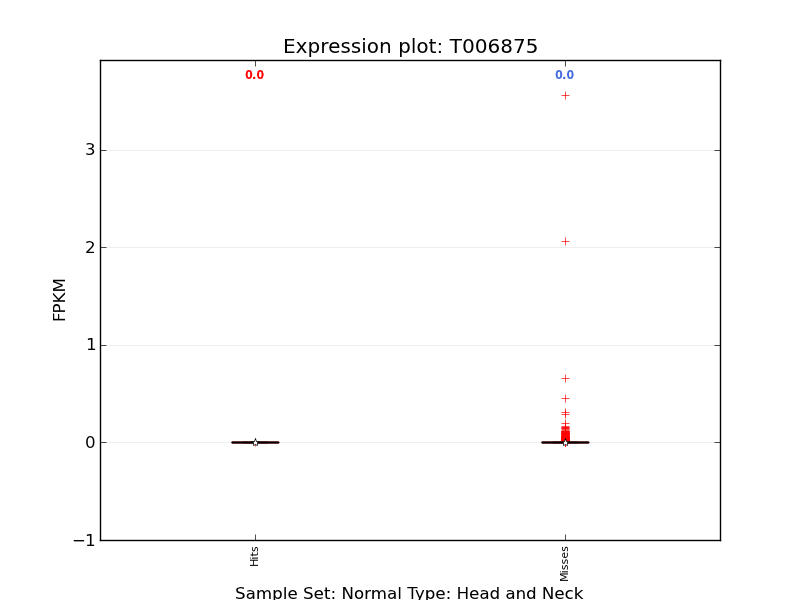 Expression plot: T006875
0.0 0.0
3
2
1
0
−1
FPKM
Hits Misses
Sample Set: Normal Type: Head and Neck